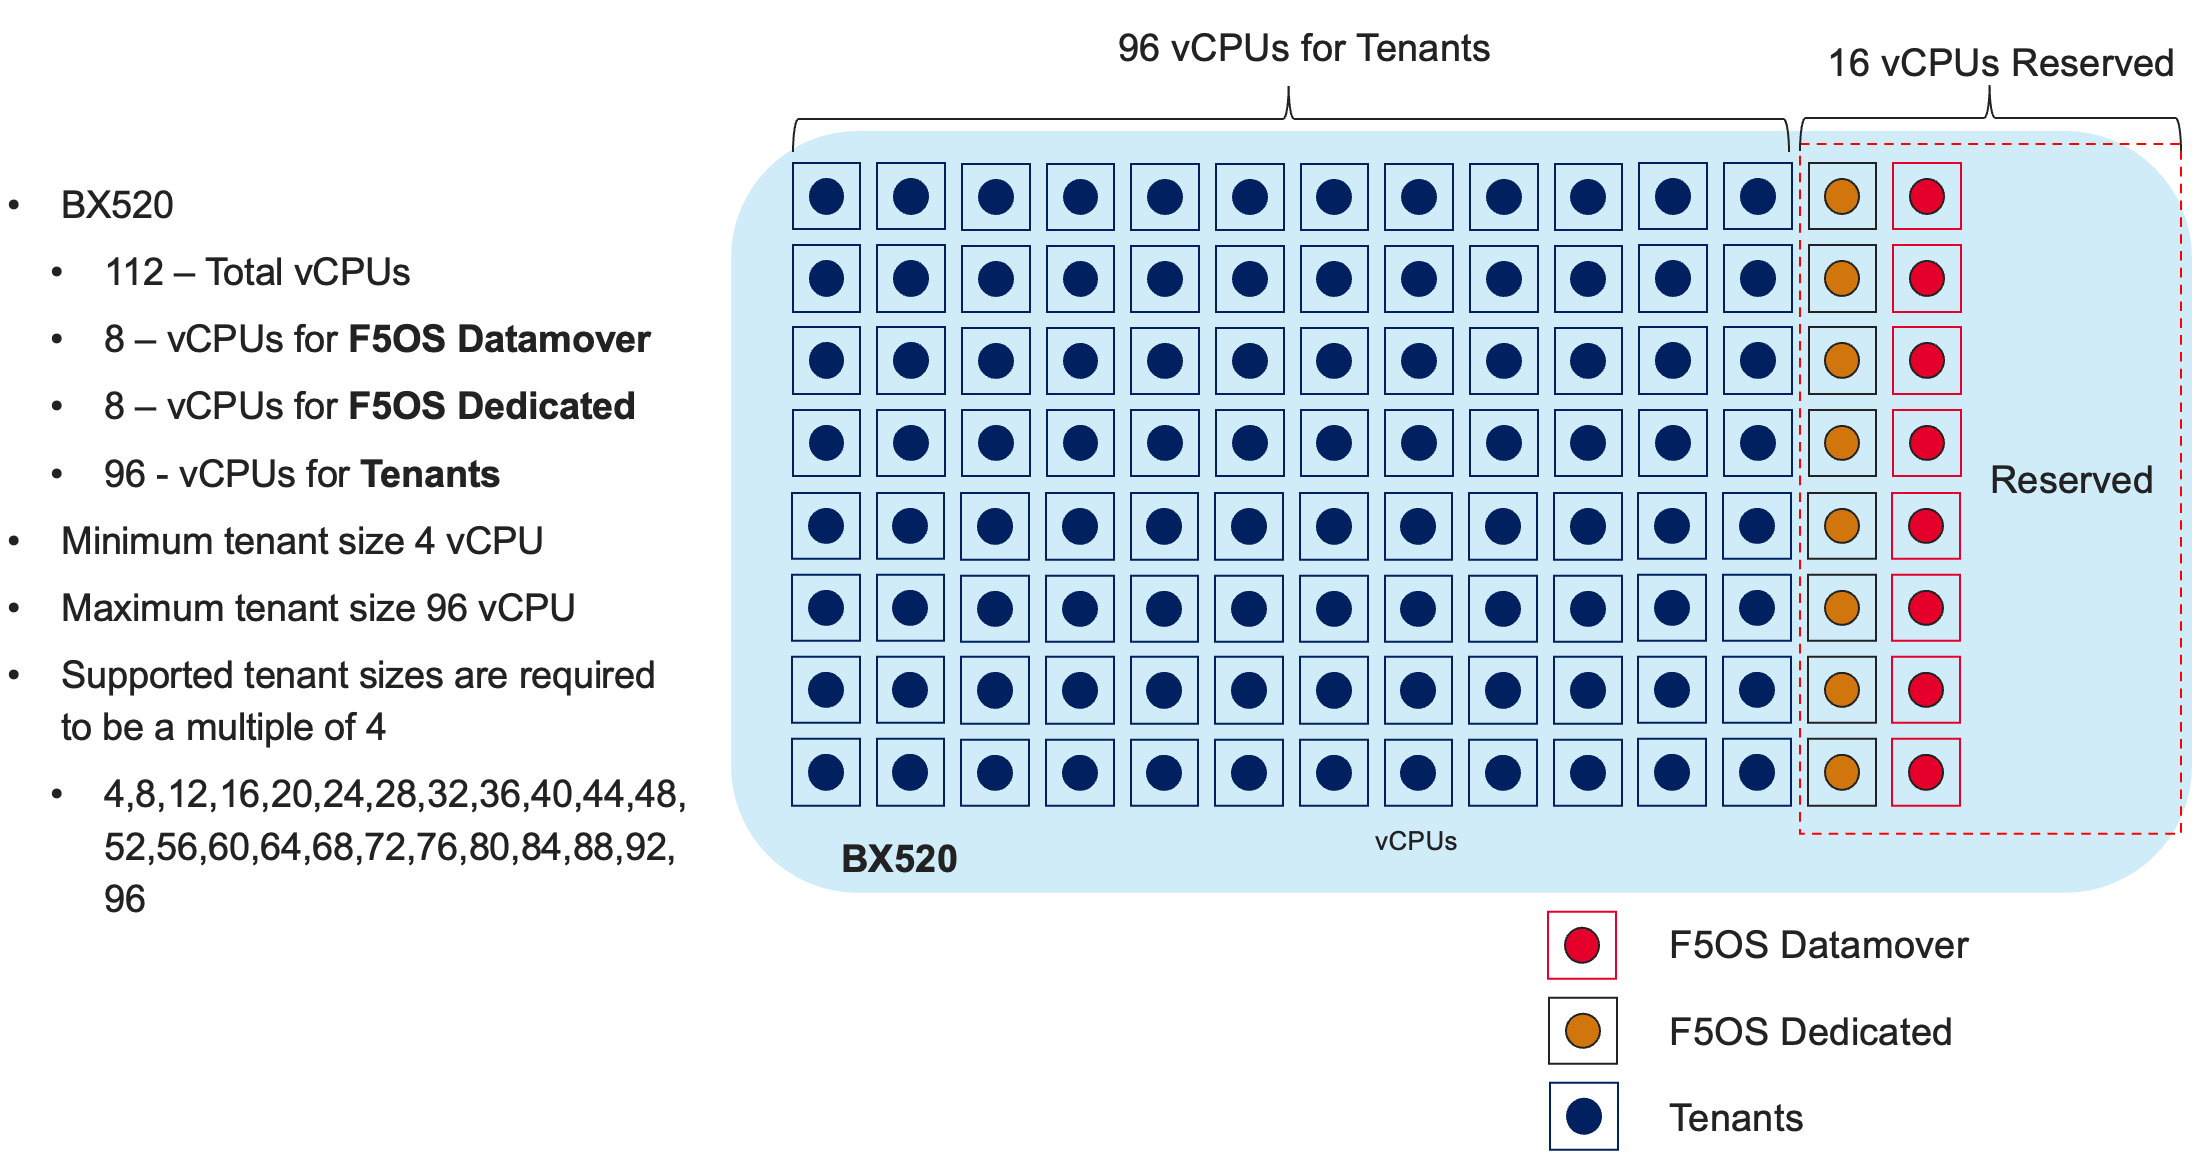 96 vCPUs for Tenants
16 vCPUs Reserved
• BX520
• 112 – Total vCPUs
• 8 – vCPUs for F5OS Datamover
• 8 – vCPUs for F5OS Dedicated
• 96 - vCPUs for Tenants
• Minimum tenant size 4 vCPU
• Maximum tenant size 96 vCPU
• Supported tenant sizes are required
to be a multiple of 4
• 4,8,12,16,20,24,28,32,36,40,44,48,
52,56,60,64,68,72,76,80,84,88,92,
96
Reserved
vCPUs
BX520
F5OS Datamover
F5OS Dedicated
Tenants